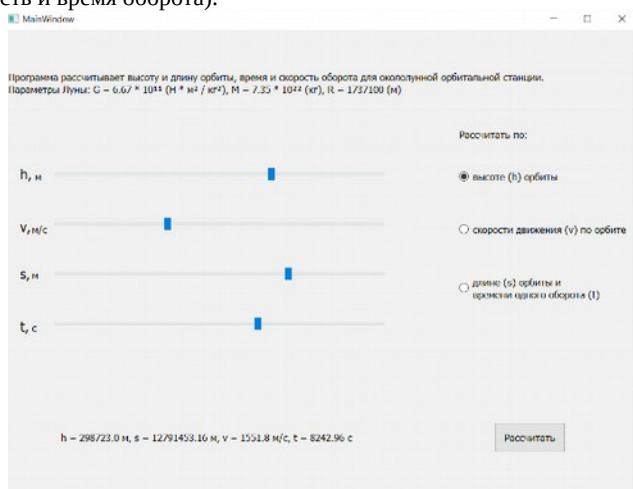 сть и время оборота).
MainWindow
Программа рассчитывает высоту и длину орбиты, время и скорость оборота для окололунной орбитальной станции.
Параметры Луны: G = 6.67 * 10¹¹ (Н * м² / кг²), M = 7.35 * 10²² (кг), R = 1737100 (м)
Рассчитать по:
h, м
высоте (h) орбиты
v, м/с
скорости движения (v) по орбите
s, м
длине (s) орбиты и
времени одного оборота (t)
t, с
h = 298723.0 м, s = 12791453.16 м, v = 1551.8 м/с, t = 8242.96 с
Рассчитать